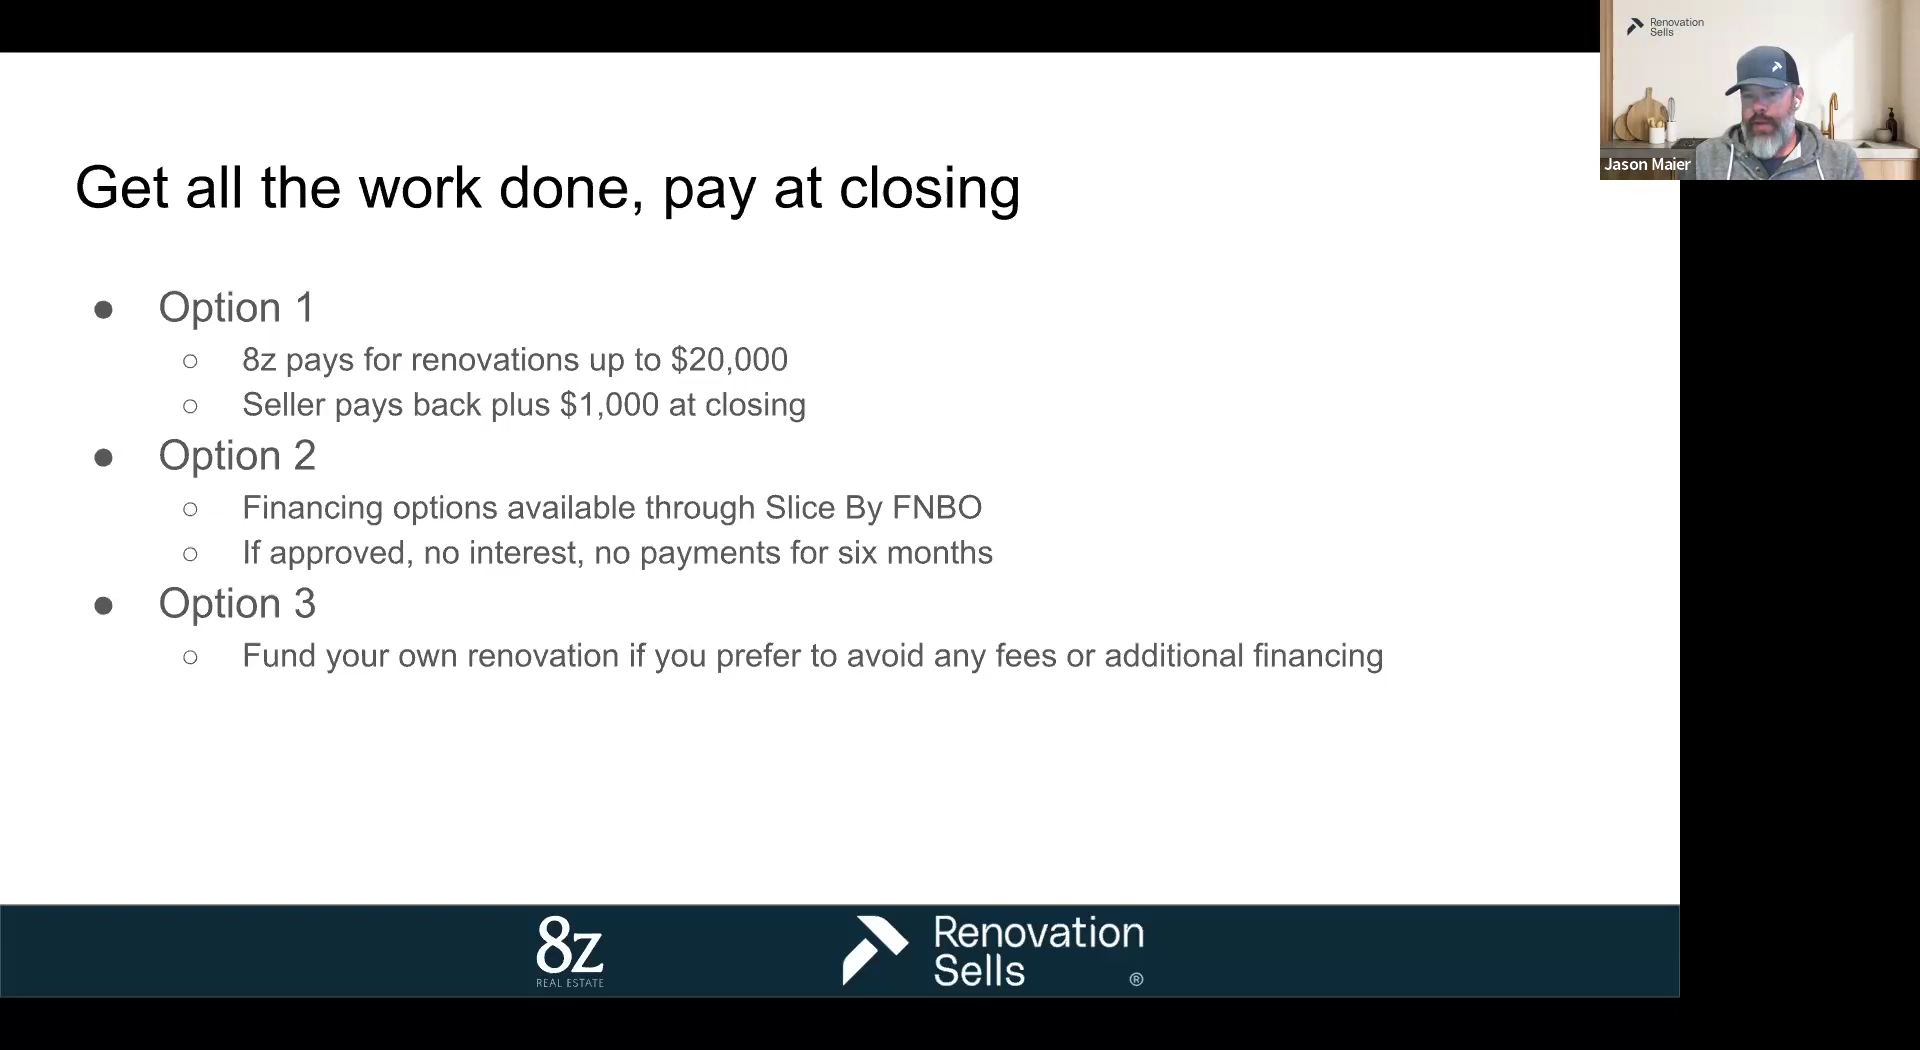 Renovation
Sells
Jason Maier
Get all the work done, pay at closing
● Option 1
○ 8z pays for renovations up to $20,000
○ Seller pays back plus $1,000 at closing
● Option 2
○ Financing options available through Slice By FNBO
○ If approved, no interest, no payments for six months
● Option 3
○ Fund your own renovation if you prefer to avoid any fees or additional financing
8z
REAL ESTATE
Renovation
Sells ®